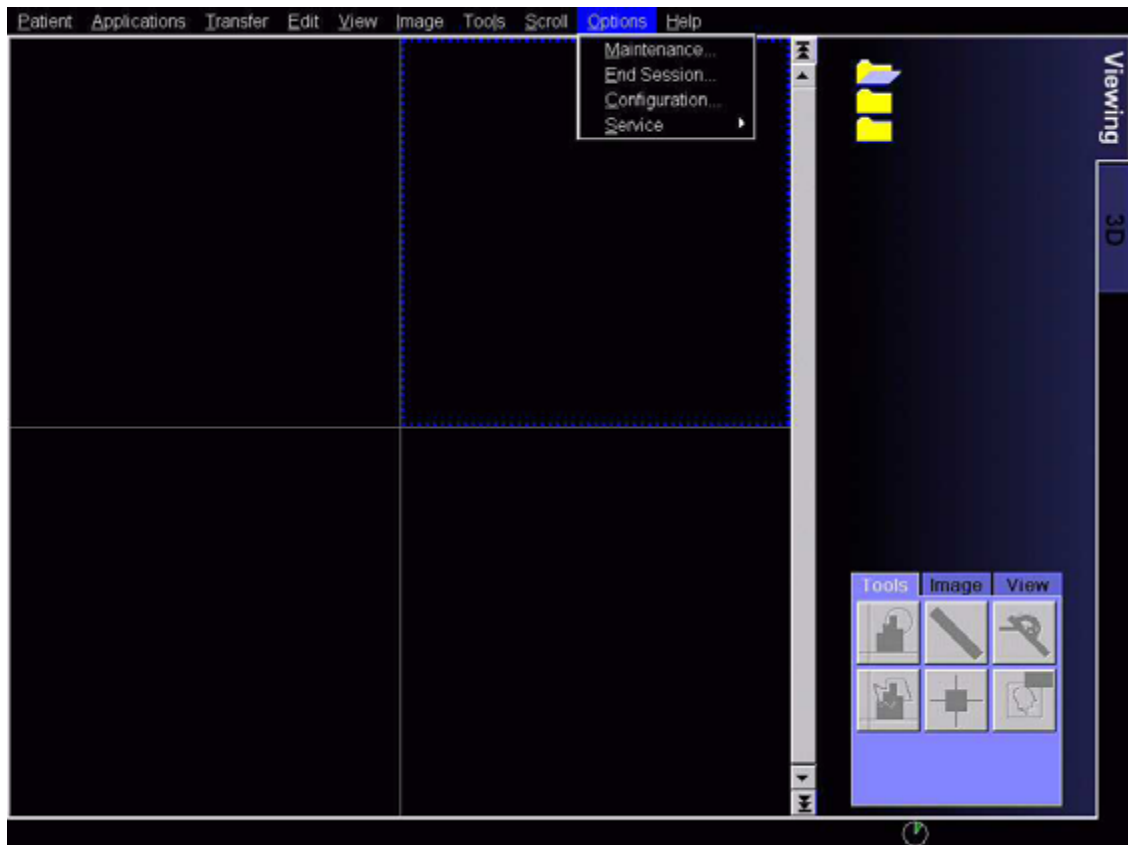 Patient Applications Transfer Edit View Image Tools Scroll Options Help
Maintenance...
End Session...
Configuration...
Service
Viewing
3D
Tools Image View